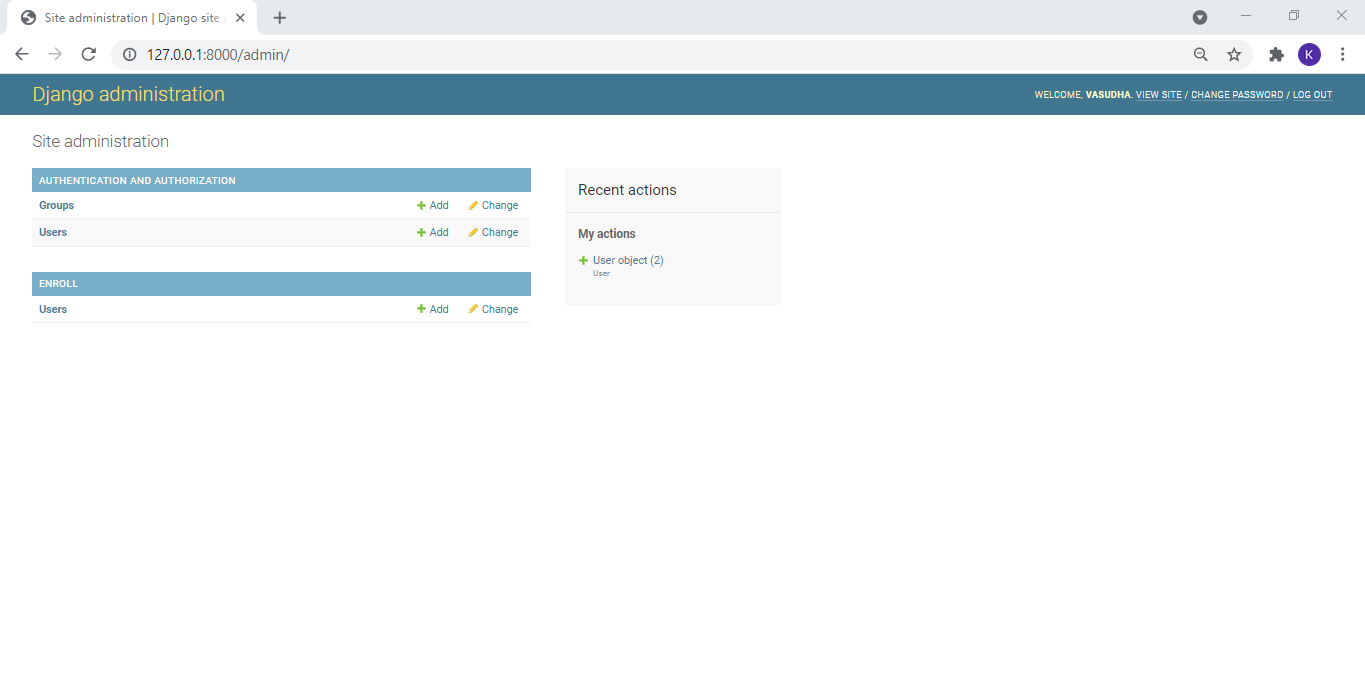 Site administration | Django site
127.0.0.1:8000/admin/
K
Django administration
WELCOME, VASUDHA. VIEW SITE / CHANGE PASSWORD / LOG OUT
Site administration
AUTHENTICATION AND AUTHORIZATION
Groups Add Change
Users Add Change
ENROLL
Users Add Change
Recent actions
My actions
User object (2)
User